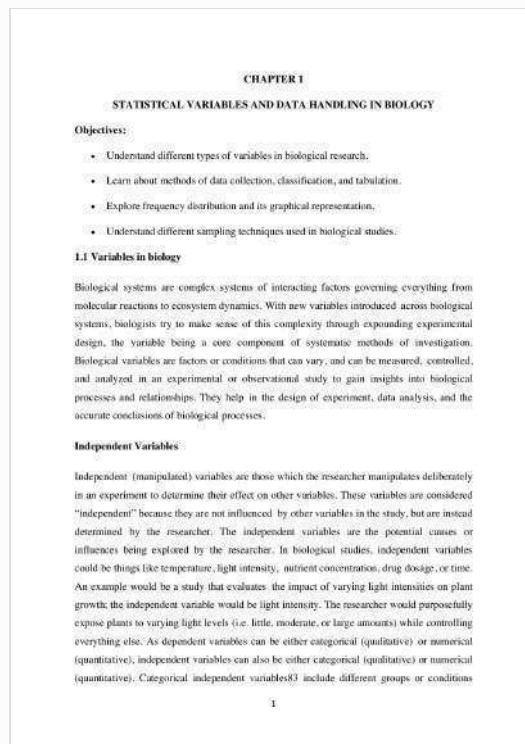 CHAPTER 1
STATISTICAL VARIABLES AND DATA HANDLING IN BIOLOGY
Objectives:
• Understand different types of variables in biological research.
• Learn about methods of data collection, classification, and tabulation.
• Explore frequency distribution and its graphical representation.
• Understand different sampling techniques used in biological studies.
1.1 Variables in biology
Biological systems are complex systems of interacting factors governing everything from
molecular reactions to ecosystem dynamics. With new variables introduced across biological
systems, biologists try to make sense of this complexity through expounding experimental
design, the variable being a core component of systematic methods of investigation.
Biological variables are factors or conditions that can vary, and can be measured, controlled,
and analyzed in an experimental or observational study to gain insights into biological
processes and relationships. They help in the design of experiment, data analysis, and the
accurate conclusions of biological processes.
Independent Variables
Independent (manipulated) variables are those which the researcher manipulates deliberately
in an experiment to determine their effect on other variables. These variables are considered
“independent” because they are not influenced by other variables in the study, but are instead
determined by the researcher. The independent variables are the potential causes or
influences being explored by the researcher. In biological studies, independent variables
could be things like temperature, light intensity, nutrient concentration, drug dosage, or time.
An example would be a study that evaluates the impact of varying light intensities on plant
growth; the independent variable would be light intensity. The researcher would purposefully
expose plants to varying light levels (i.e. little, moderate, or large amounts) while controlling
everything else. As dependent variables can be either categorical (qualitative) or numerical
(quantitative), independent variables can also be either categorical (qualitative) or numerical
(quantitative). Categorical independent variables83 include different groups or conditions
1